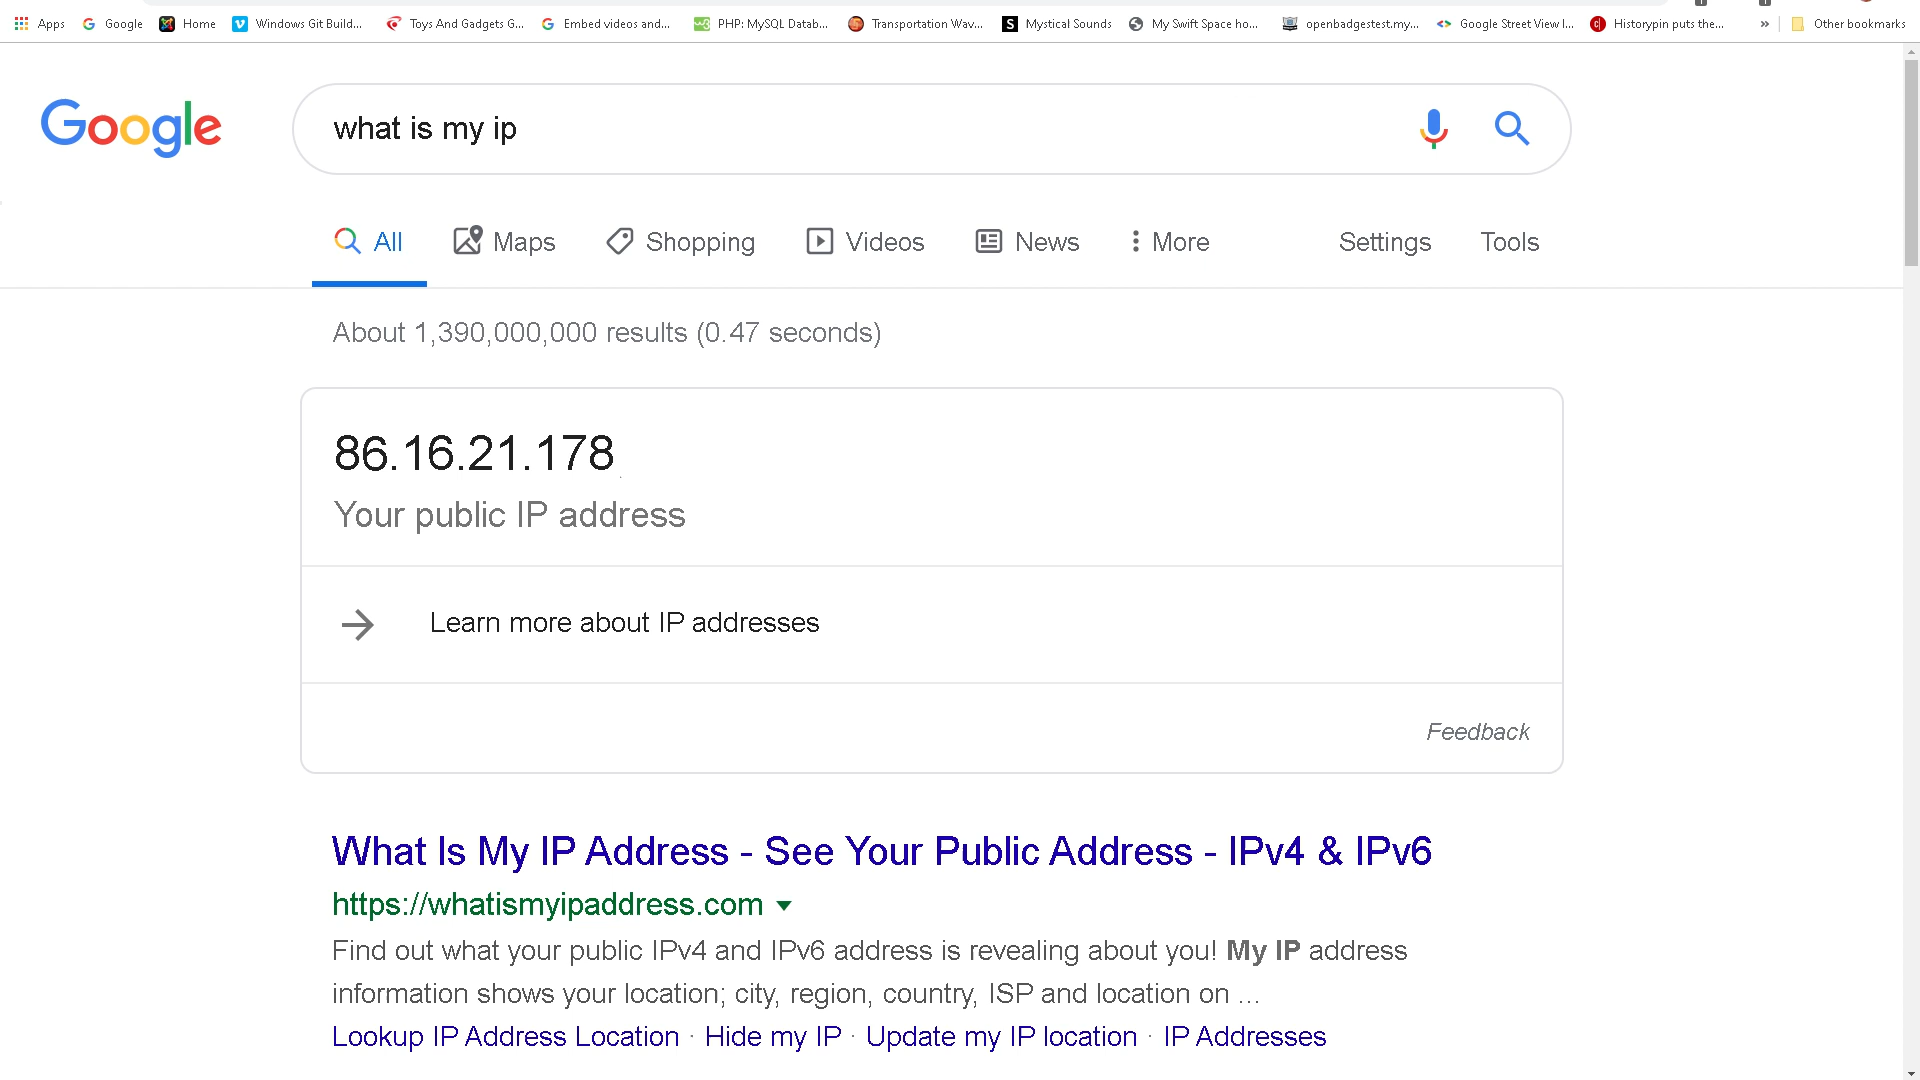 Apps Google Home Windows Git Build... Toys And Gadgets G... Embed videos and... PHP: MySQL Datab... Transportation Wav... S Mystical Sounds My Swift Space ho... openbadgestest.my... Google Street View I... Historypin puts the... » Other bookmarks
Google what is my ip
All Maps Shopping Videos News More Settings Tools
About 1,390,000,000 results (0.47 seconds)
86.16.21.178
Your public IP address
Learn more about IP addresses
Feedback
What Is My IP Address - See Your Public Address - IPv4 & IPv6
https://whatismyipaddress.com
Find out what your public IPv4 and IPv6 address is revealing about you! My IP address
information shows your location; city, region, country, ISP and location on ...
Lookup IP Address Location · Hide my IP · Update my IP location · IP Addresses